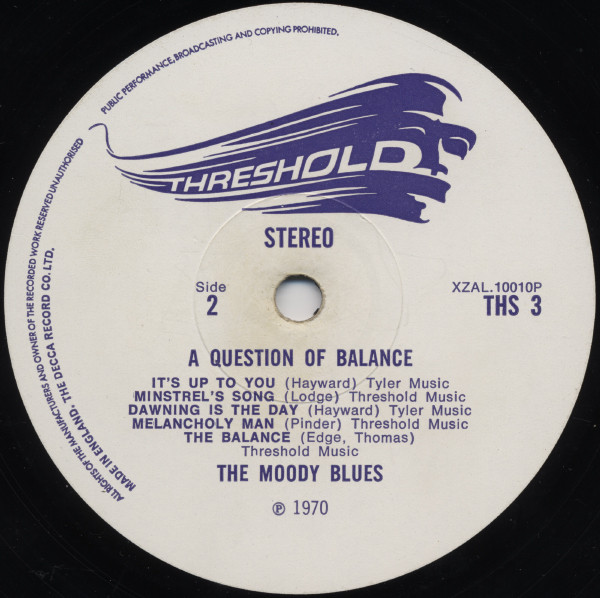 PUBLIC PERFORMANCE, BROADCASTING AND COPYING PROHIBITED.
ALL RIGHTS OF THE MANUFACTURERS AND OWNER OF THE RECORDED WORK RESERVED UNAUTHORISED
MADE IN ENGLAND. THE DECCA RECORD CO. LTD.
THRESHOLD
STEREO
Side 2
XZAL.10010P
THS 3
A QUESTION OF BALANCE
IT'S UP TO YOU (Hayward) Tyler Music
MINSTREL'S SONG (Lodge) Threshold Music
DAWNING IS THE DAY (Hayward) Tyler Music
MELANCHOLY MAN (Pinder) Threshold Music
THE BALANCE (Edge, Thomas)
Threshold Music
THE MOODY BLUES
℗ 1970